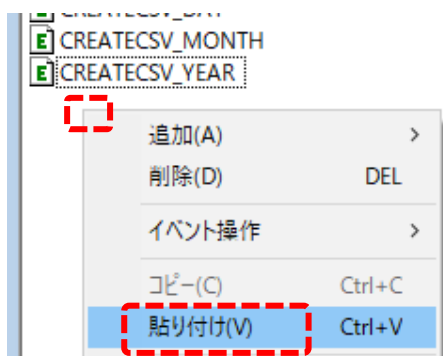 CREATECSV_DAY
CREATECSV_MONTH
CREATECSV_YEAR
追加(A) >
削除(D) DEL
イベント操作 >
コピー(C) Ctrl+C
貼り付け(V) Ctrl+V